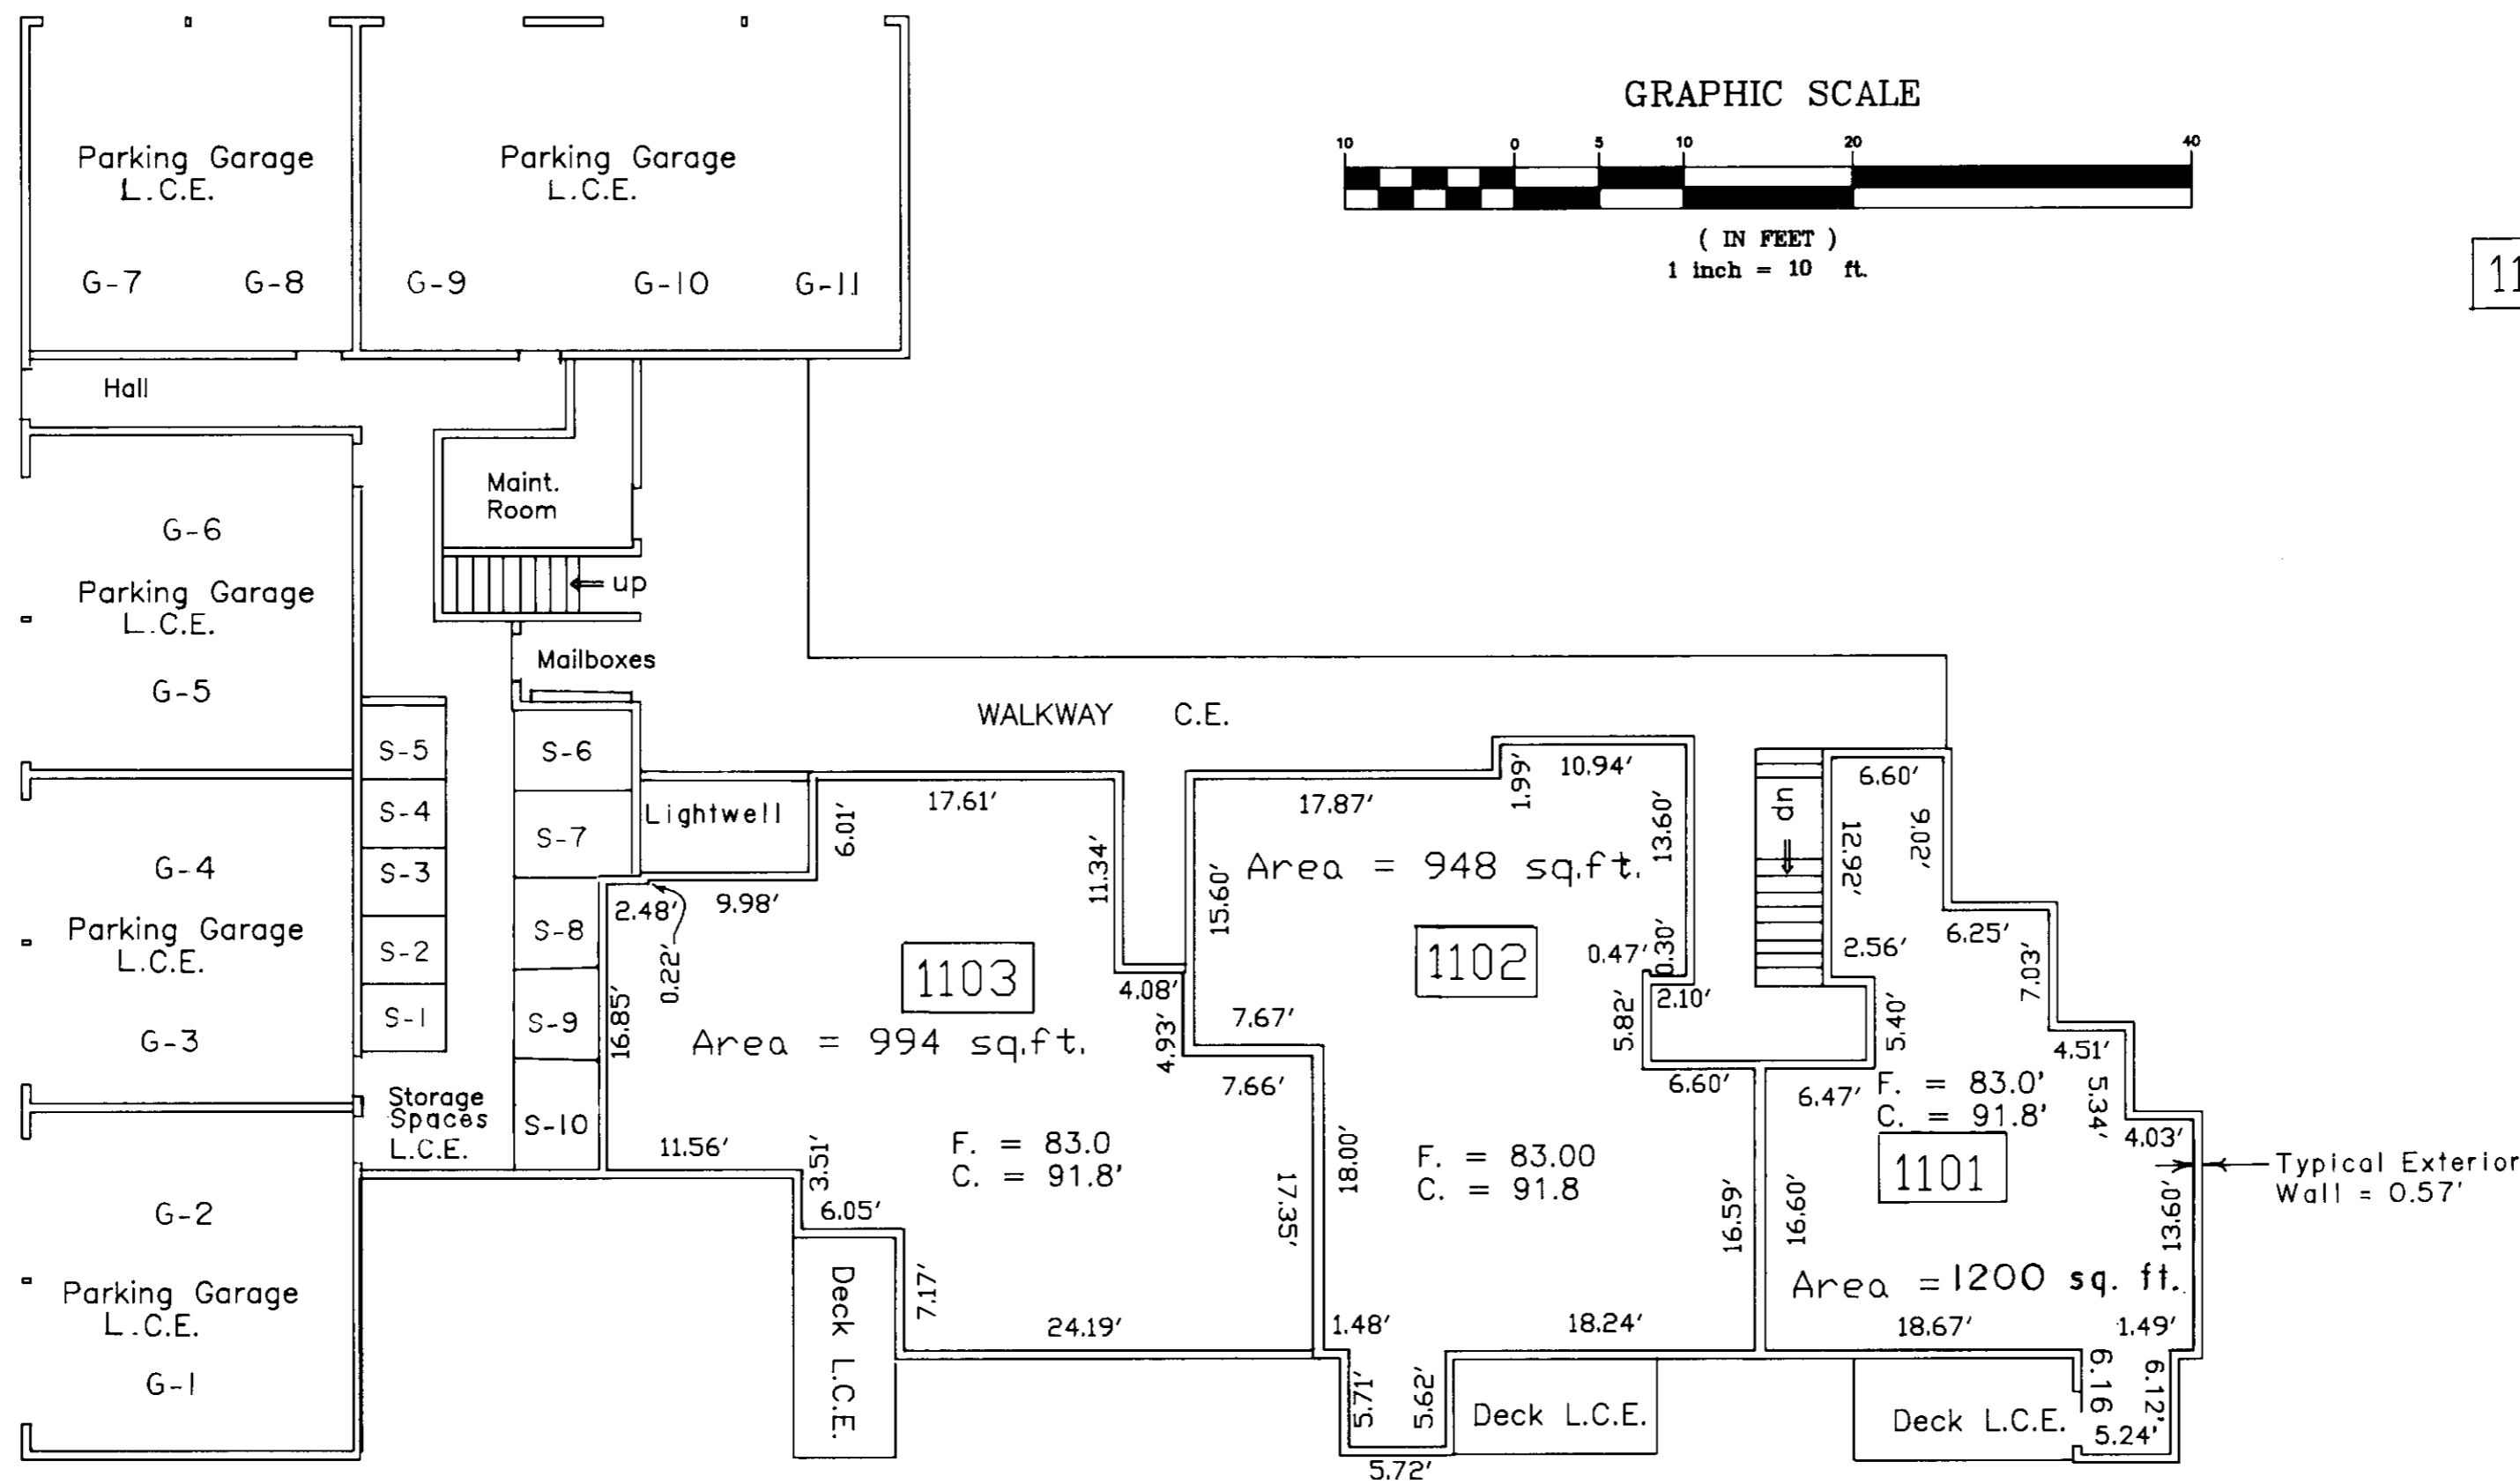 GRAPHIC SCALE
10 0 5 10 20 40
( IN FEET )
1 inch = 10 ft.
Parking Garage
L.C.E.
G-7 G-8
Parking Garage
L.C.E.
G-9 G-10 G-11
Hall
Maint.
Room
up
Mailboxes
G-6
Parking Garage
L.C.E.
G-5
G-4
Parking Garage
L.C.E.
G-3
G-2
Parking Garage
L.C.E.
G-1
S-5
S-4
S-3
S-2
S-1
Storage
Spaces
L.C.E.
S-6
S-7
S-8
S-9
S-10
WALKWAY C.E.
Lightwell
6.01'
17.61'
11.34'
2.48'
9.98'
0.22'
16.85'
1103
4.08'
4.93'
Area = 994 sq.ft.
7.66'
11.56'
3.51'
6.05'
F. = 83.0
C. = 91.8'
17.35'
7.17'
24.19'
Deck L.C.E.
17.87'
1.99'
10.94'
13.60'
15.60'
Area = 948 sq.ft.
1102
0.47'
0.30'
2.10'
5.82'
7.67'
6.60'
18.00'
F. = 83.00
C. = 91.8
16.59'
1.48'
18.24'
5.71'
5.62'
5.72'
Deck L.C.E.
dn
6.60'
12.92'
9.02'
2.56'
6.25'
7.03'
5.40'
4.51'
6.47'
F. = 83.0'
C. = 91.8'
5.34'
4.03'
1101
16.60'
13.60'
Area = 1200 sq. ft.
18.67'
1.49'
6.16
6.12'
5.24'
Deck L.C.E.
Typical Exterior
Wall = 0.57'